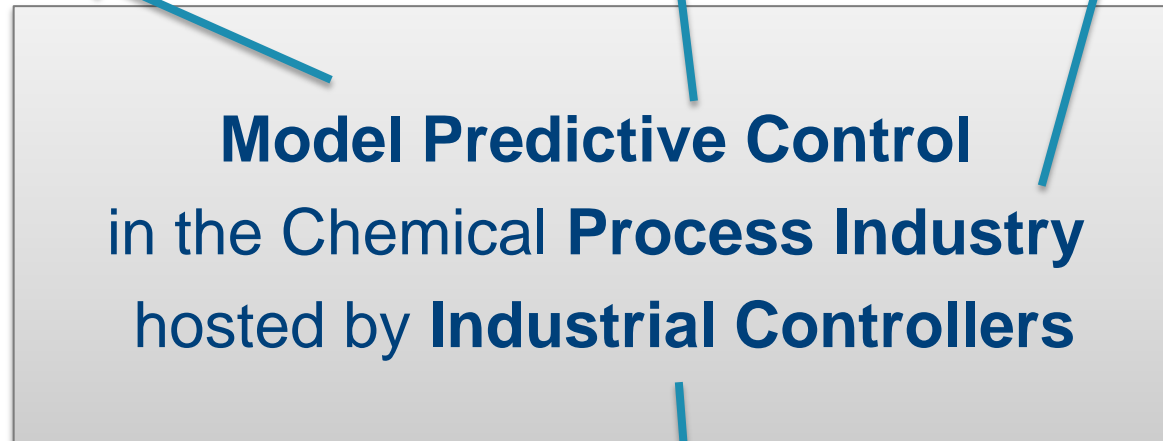 Model Predictive Control
in the Chemical Process Industry
hosted by Industrial Controllers